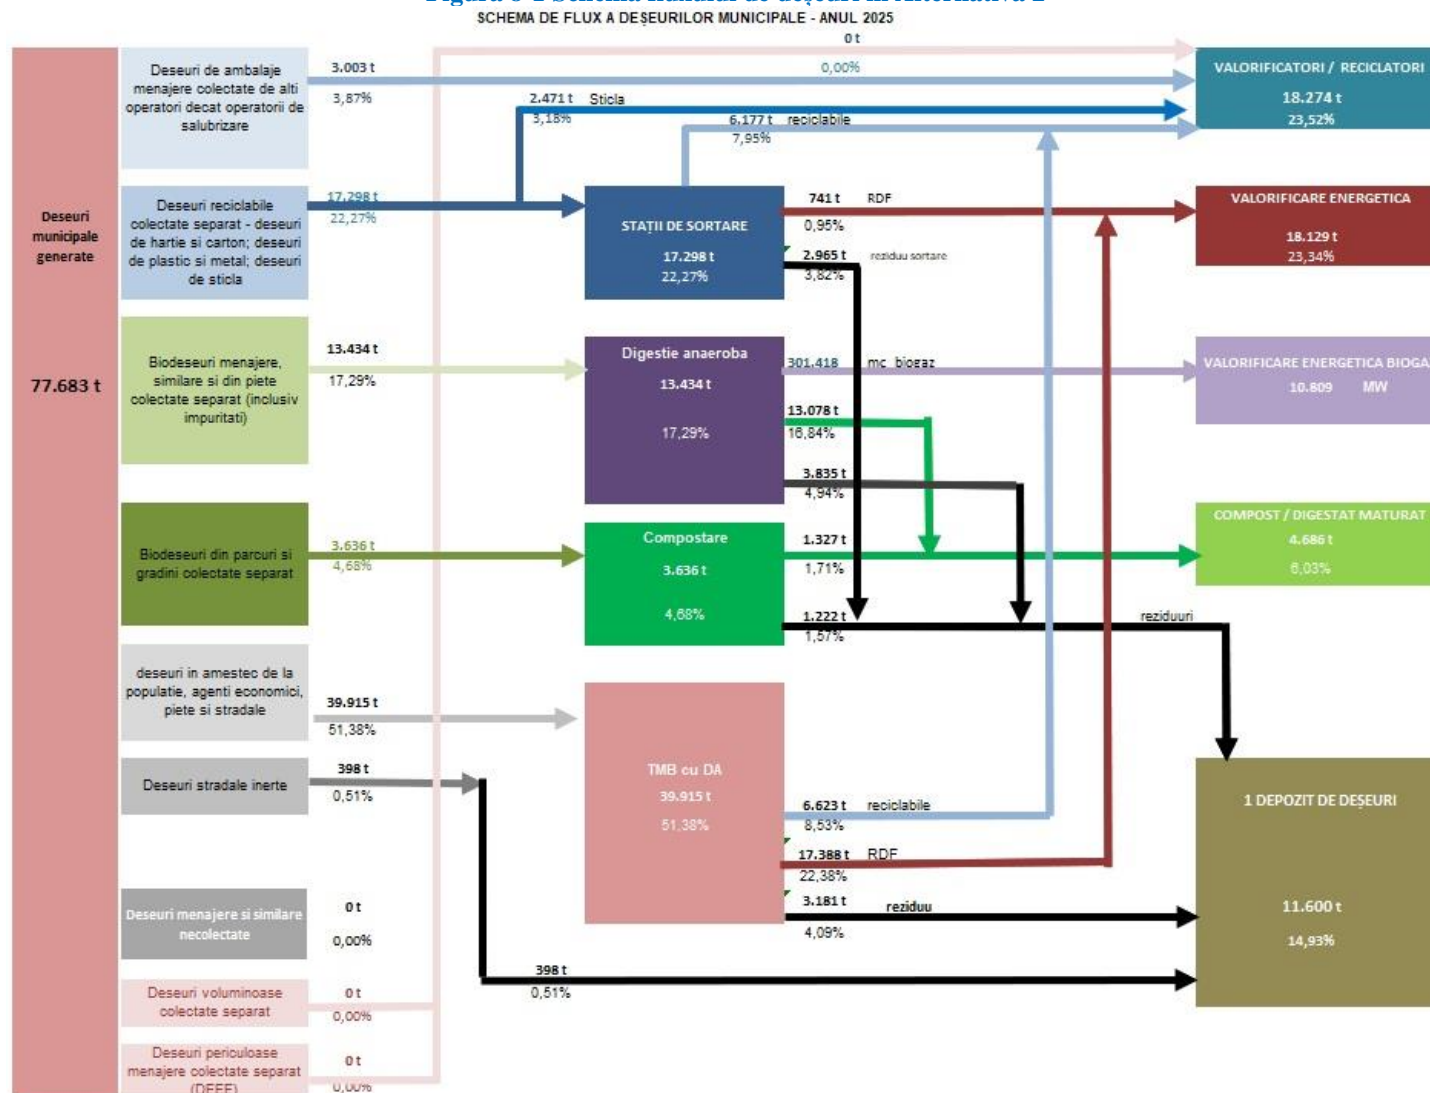 SCHEMA DE FLUX A DEȘEURILOR MUNICIPALE - ANUL 2025
Deseuri
municipale
generate
77.683 t
Deseuri de ambalaje
menajere colectate de alti
operatori decat operatorii de
salubrizare
3.003 t
3,87%
0 t
0,00%
2.471 t Sticla
3,18%
6.177 t reciclabile
7,95%
VALORIFICATORI / RECICLATORI
18.274 t
23,52%
Deseuri reciclabile
colectate separat - deseuri
de hartie si carton; deseuri
de plastic si metal; deseuri
de sticla
17.298 t
22,27%
STAȚII DE SORTARE
17.298 t
22,27%
741 t RDF
0,95%
2.965 t reziduu sortare
3,82%
VALORIFICARE ENERGETICA
18.129 t
23,34%
Biodeseuri menajere,
similare si din piete
colectate separat (inclusiv
impuritati)
13.434 t
17,29%
Digestie anaeroba
13.434 t
17,29%
301.418 mc biogaz
13.078 t
16,84%
3.835 t
4,94%
VALORIFICARE ENERGETICA BIOGA
10.809 MW
Biodeseuri din parcuri si
gradini colectate separat
3.636 t
4,68%
Compostare
3.636 t
4,68%
1.327 t
1,71%
1.222 t
1,57%
reziduuri
COMPOST / DIGESTAT MATURAT
4.686 t
6,03%
deseuri in amestec de la
populatie, agenti economici,
piete si stradale
39.915 t
51,38%
TMB cu DA
39.915 t
51,38%
6.623 t reciclabile
8,53%
17.388 t RDF
22,38%
3.181 t reziduu
4,09%
Deseuri stradale inerte
398 t
0,51%
398 t
0,51%
1 DEPOZIT DE DEȘEURI
11.600 t
14,93%
Deseuri menajere si similare
necolectate
0 t
0,00%
Deseuri voluminoase
colectate separat
0 t
0,00%
Deseuri periculoase
menajere colectate separat
(DEEE)
0 t
0,00%